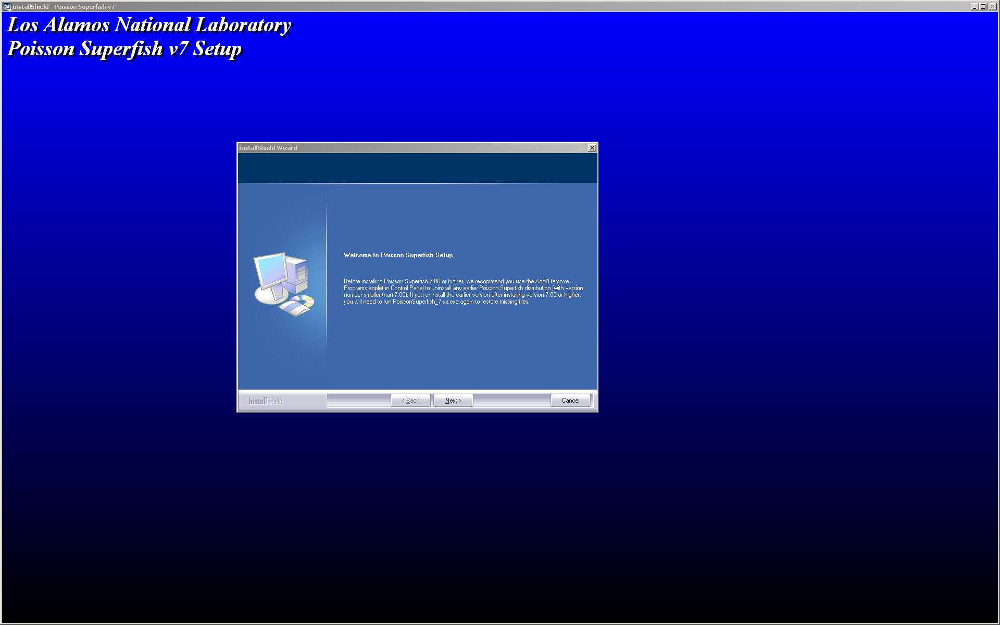 InstallShield - Poisson Superfish v7
Los Alamos National Laboratory
Poisson Superfish v7 Setup
InstallShield Wizard
Welcome to Poisson Superfish Setup.
Before installing Poisson Superfish 7.00 or higher, we recommend you use the Add/Remove
Programs applet in Control Panel to uninstall any earlier Poisson Superfish distribution (with version
number smaller than 7.00). If you uninstall the earlier version after installing version 7.00 or higher,
you will need to run PoissonSuperfish_7.xx.exe again to restore missing files.
InstallShield
< Back
Next >
Cancel